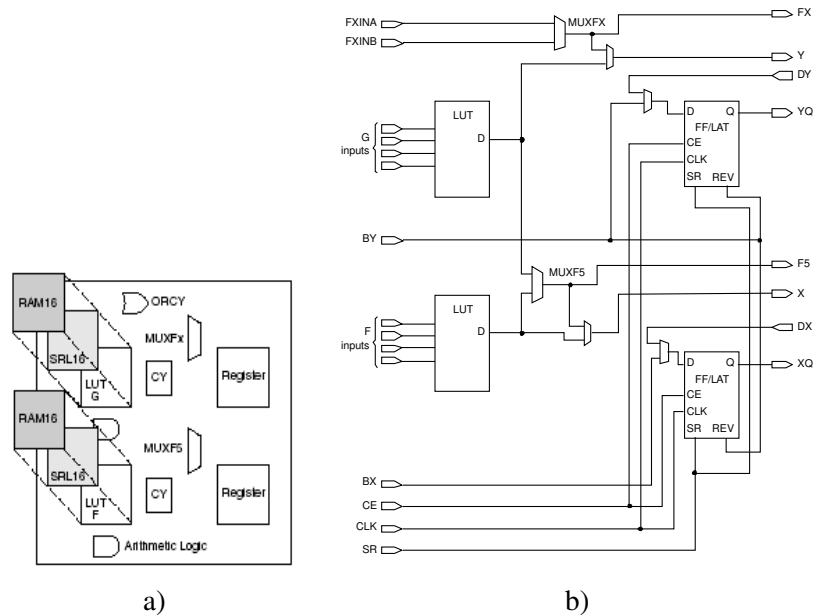 RAM16
SRL16
LUT
G
ORCY
MUXFx
CY
Register
RAM16
SRL16
LUT
F
MUXF5
CY
Register
Arithmetic Logic
a)
FXINA
FXINB
MUXFX
FX
Y
DY
G
inputs
LUT
D
D
Q
FF/LAT
CE
CLK
SR REV
YQ
BY
MUXF5
F5
X
F
inputs
LUT
D
DX
D
Q
FF/LAT
CE
CLK
SR REV
XQ
BX
CE
CLK
SR
b)